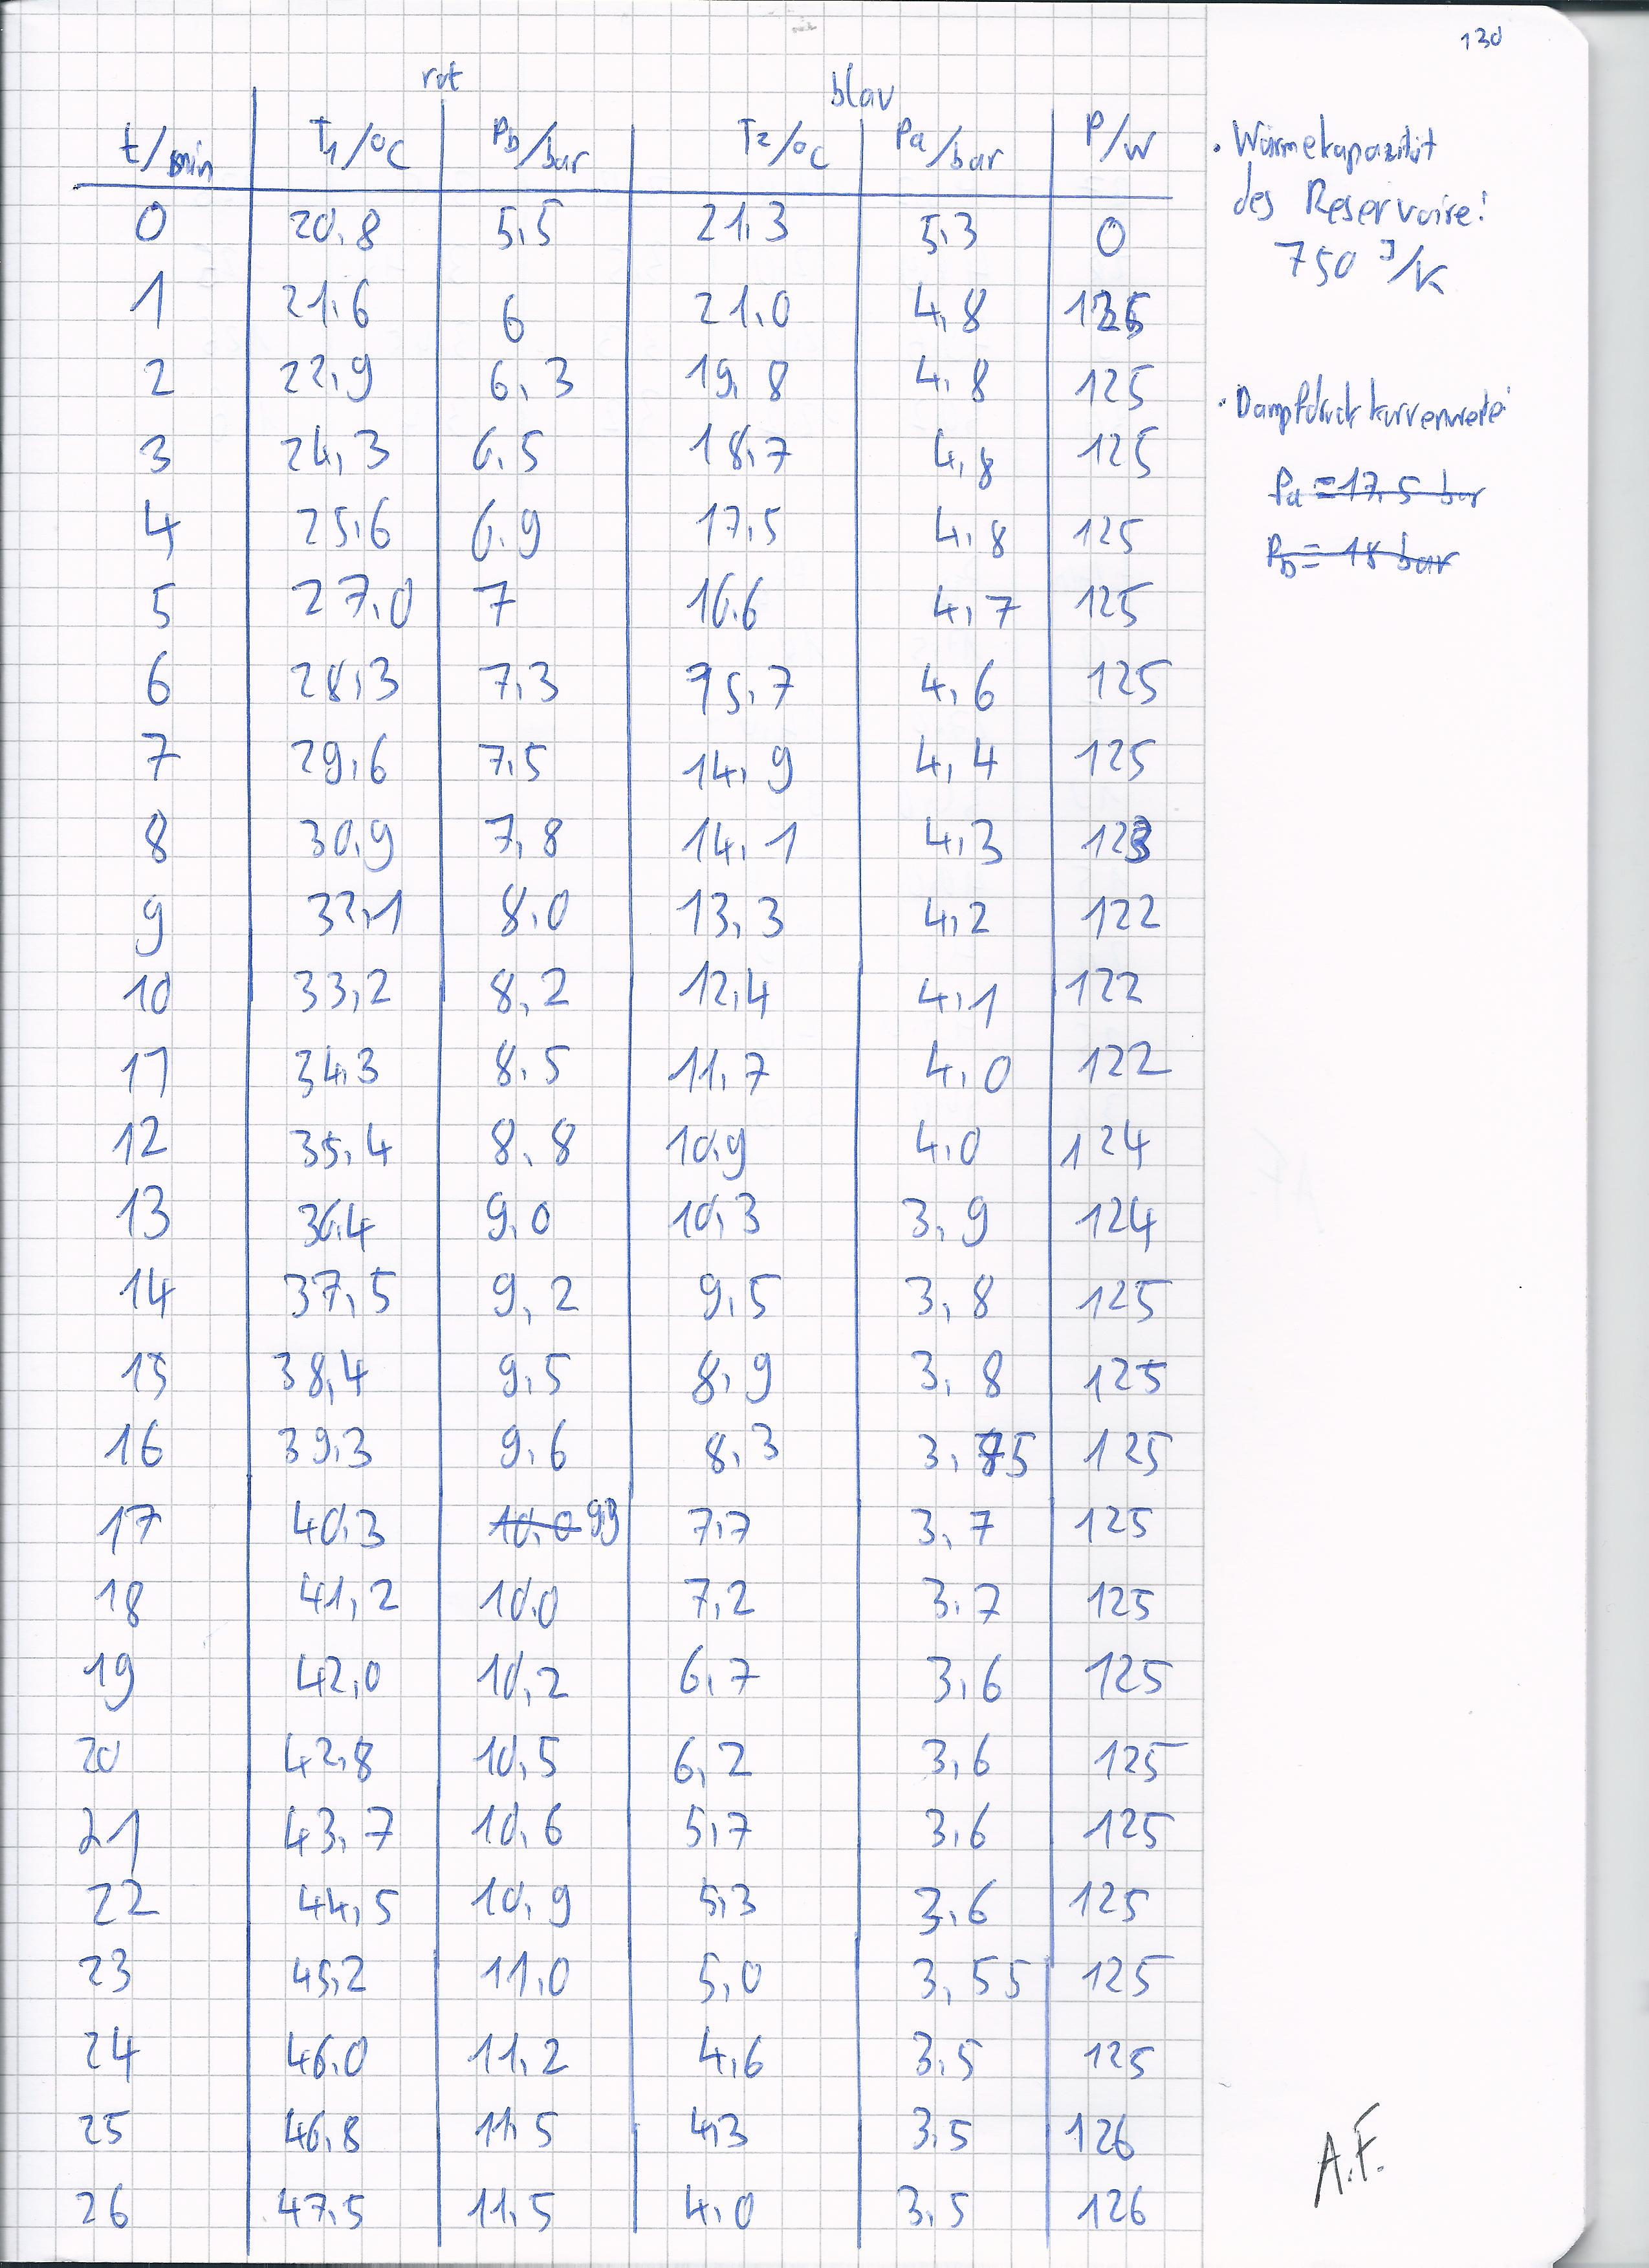 130
rot
blau
t/min T1/°C Pb/bar T2/°C Pa/bar P/W
0 20,8 5,5 21,3 5,3 0
1 21,6 6 21,0 4,8
2 22,9 6,3 19,8 4,8 125
3 24,3 6,5 18,7 4,8 125
4 25,6 6,9 17,5 4,8 125
5 27,0 7 16,6 4,7 125
6 28,3 7,3 15,7 4,6 125
7 29,6 7,5 14,9 4,4 125
8 30,9 7,8 14,1 4,3 123
9 32,1 8,0 13,3 4,2 122
10 33,2 8,2 12,4 4,1 122
11 34,3 8,5 11,7 4,0 122
12 35,4 8,8 10,9 4,0 124
13 36,4 9,0 10,3 3,9 124
14 37,5 9,2 9,5 3,8 125
15 38,4 9,5 8,9 3,8 125
16 39,3 9,6 8,3 3,75 125
17 40,3 10,0 9,9 7,7 3,7 125
18 41,2 10,0 7,2 3,7 125
19 42,0 10,2 6,7 3,6 125
20 42,8 10,5 6,2 3,6 125
21 43,7 10,6 5,7 3,6 125
22 44,5 10,9 5,3 3,6 125
23 45,2 11,0 5,0 3,55 125
24 46,0 11,2 4,6 3,5 125
25 46,8 11,5 4,3 3,5 126
26 47,5 11,5 4,0 3,5 126
• Wärmekapazität
des Reservoire:
750 J/K
• Dampfdruckkurvenwerte:
Pa = 17,5 bar
Pb = 18 bar
A.F.